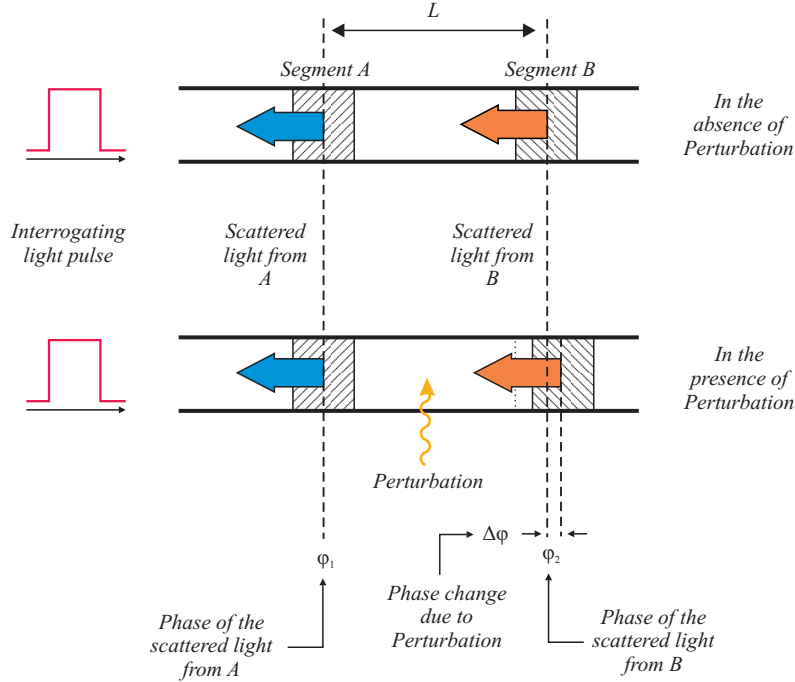 L
Segment A
Segment B
In the
absence of
Perturbation
Interrogating
light pulse
Scattered
light from
A
Scattered
light from
B
In the
presence of
Perturbation
Perturbation
Δφ
φ₁
φ₂
Phase of the
scattered light
from A
Phase change
due to
Perturbation
Phase of the
scattered light
from B